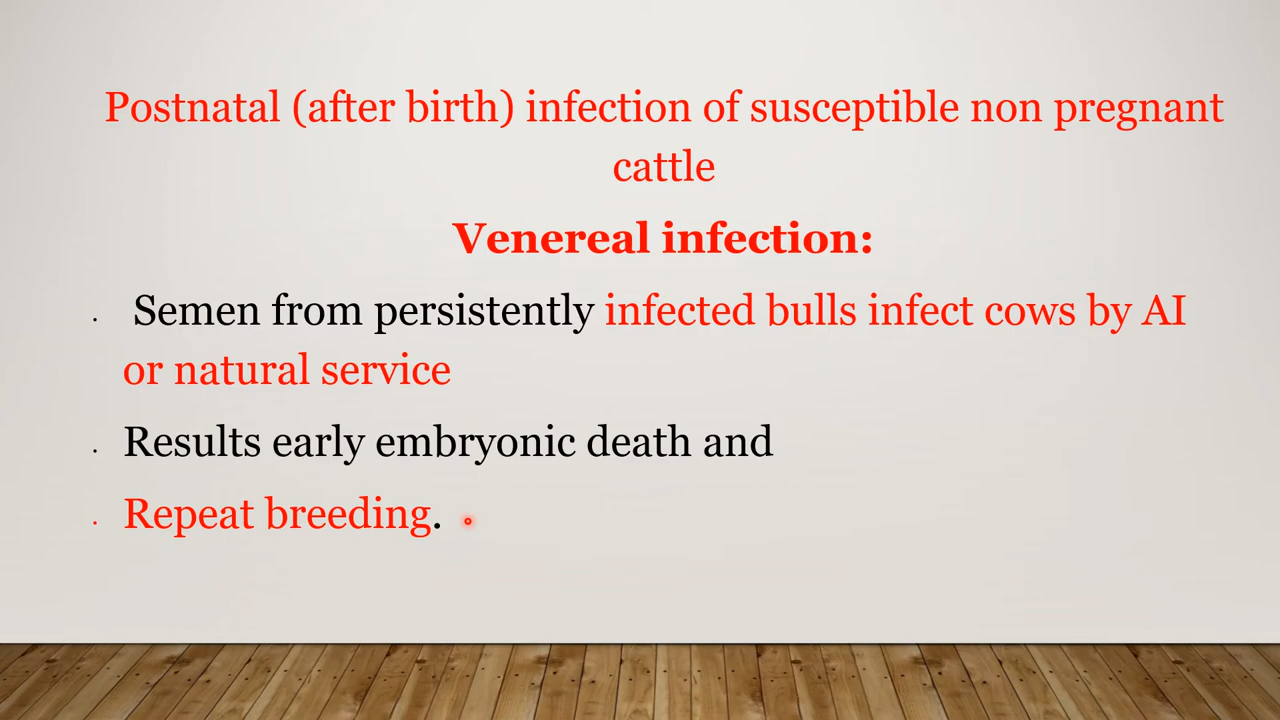 Postnatal (after birth) infection of susceptible non pregnant
cattle
Venereal infection:
. Semen from persistently infected bulls infect cows by AI
or natural service
. Results early embryonic death and
. Repeat breeding.